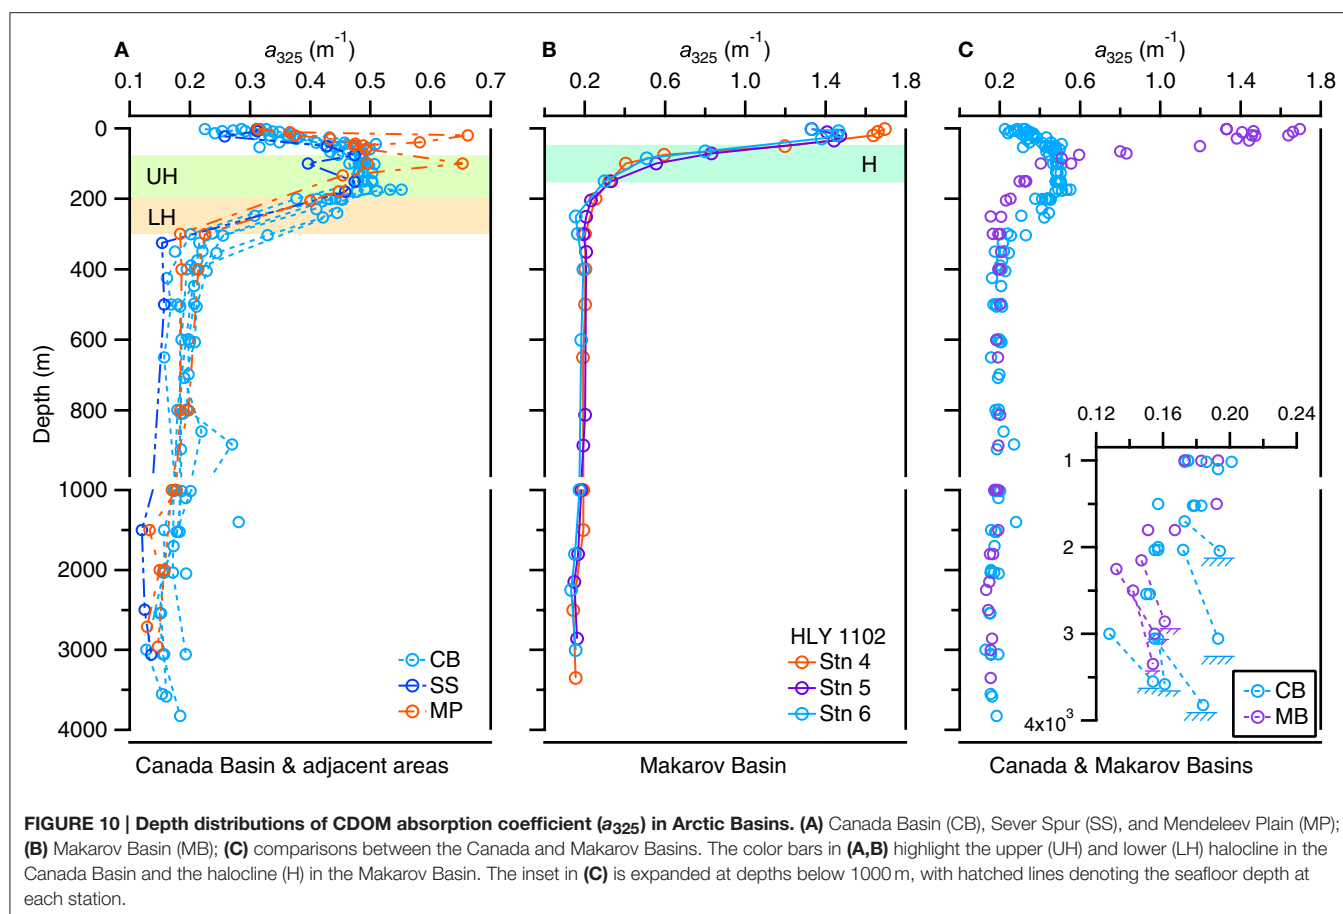 A
a325 (m-1)
0.1 0.2 0.3 0.4 0.5 0.6 0.7
B
a325 (m-1)
0.2 0.6 1.0 1.4 1.8
C
a325 (m-1)
0.2 0.6 1.0 1.4 1.8
Depth (m)
0
200
400
600
800
1000
2000
3000
4000
UH
LH
CB
SS
MP
H
HLY 1102
Stn 4
Stn 5
Stn 6
0.12 0.16 0.20 0.24
1
2
3
4x10³
CB
MB
Canada Basin & adjacent areas
Makarov Basin
Canada & Makarov Basins
FIGURE 10 | Depth distributions of CDOM absorption coefficient (a325) in Arctic Basins. (A) Canada Basin (CB), Sever Spur (SS), and Mendeleev Plain (MP);
(B) Makarov Basin (MB); (C) comparisons between the Canada and Makarov Basins. The color bars in (A,B) highlight the upper (UH) and lower (LH) halocline in the
Canada Basin and the halocline (H) in the Makarov Basin. The inset in (C) is expanded at depths below 1000 m, with hatched lines denoting the seafloor depth at
each station.